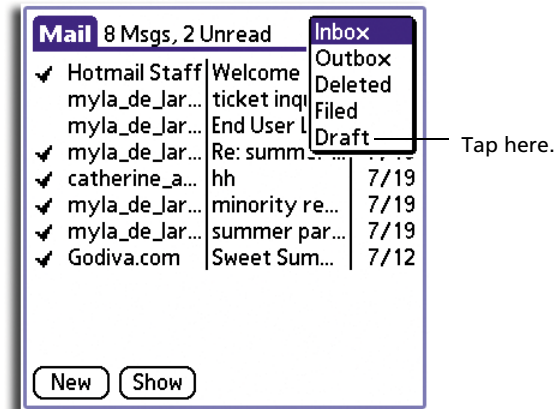 Mail 8 Msgs, 2 Unread
Inbox
Outbox
Deleted
Filed
Draft
Tap here.
Hotmail Staff Welcome
myla_de_lar... ticket inqu
myla_de_lar... End User L
myla_de_lar... Re: summer
catherine_a... hh 7/19
myla_de_lar... minority re... 7/19
myla_de_lar... summer par... 7/19
Godiva.com Sweet Sum... 7/12
New Show